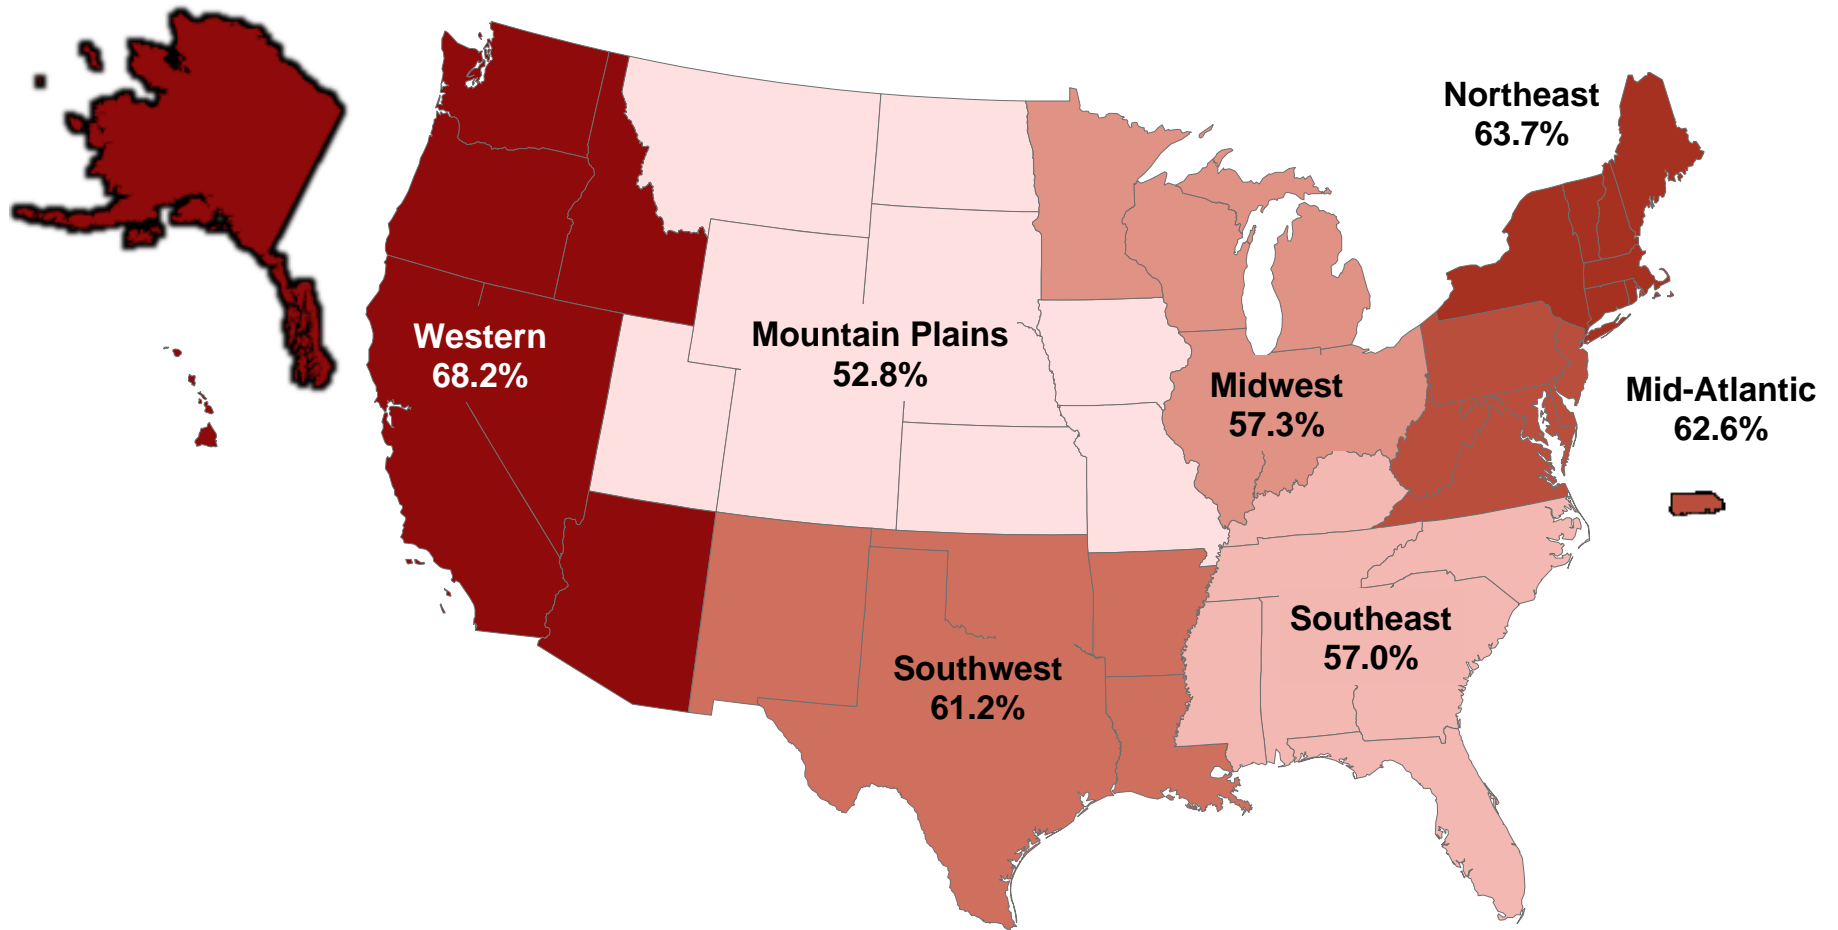 Northeast
63.7%
Western
68.2%
Mountain Plains
52.8%
Midwest
57.3%
Mid-Atlantic
62.6%
Southeast
57.0%
Southwest
61.2%